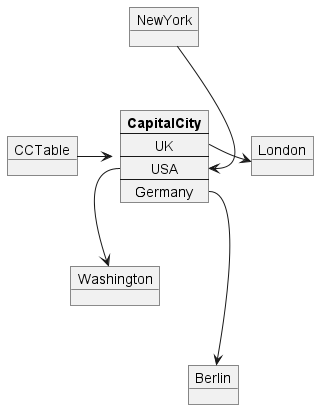 NewYork
CapitalCity
UK
USA
Germany
CCTable
London
Washington
Berlin